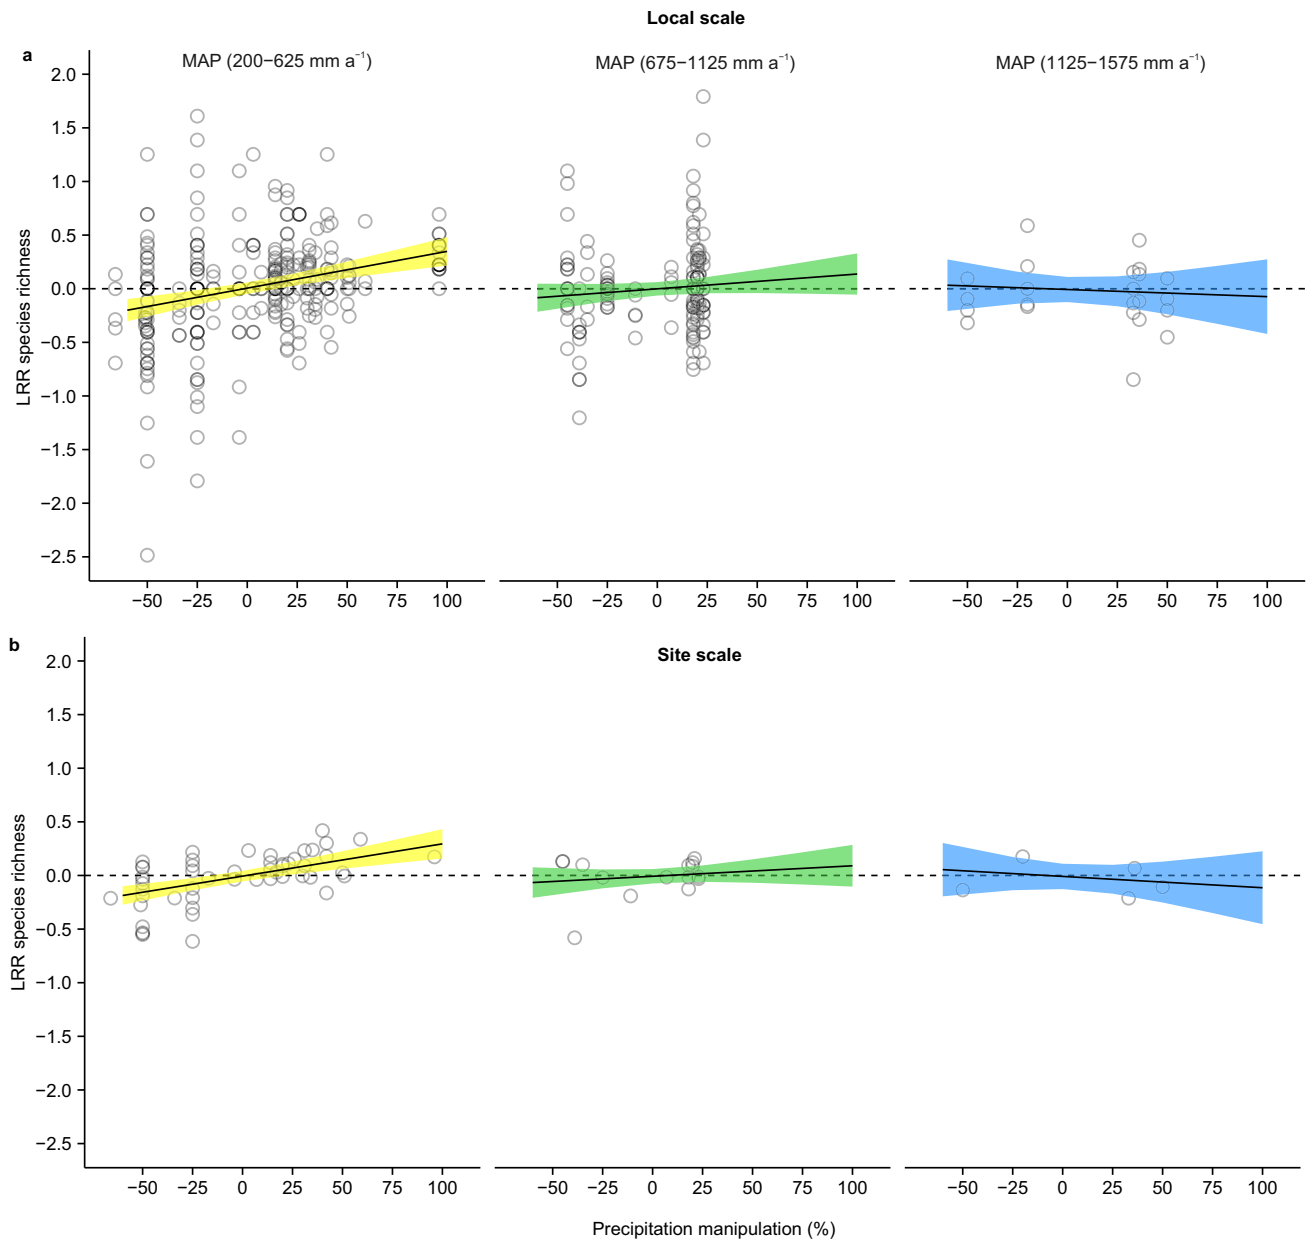 Local scale
a
MAP (200−625 mm a⁻¹) MAP (675−1125 mm a⁻¹) MAP (1125−1575 mm a⁻¹)
2.0
1.5
1.0
0.5
0.0
−0.5
−1.0
−1.5
−2.0
−2.5
LRR species richness
−50 −25 0 25 50 75 100 −50 −25 0 25 50 75 100 −50 −25 0 25 50 75 100
b
Site scale
2.0
1.5
1.0
0.5
0.0
−0.5
−1.0
−1.5
−2.0
−2.5
LRR species richness
−50 −25 0 25 50 75 100 −50 −25 0 25 50 75 100 −50 −25 0 25 50 75 100
Precipitation manipulation (%)